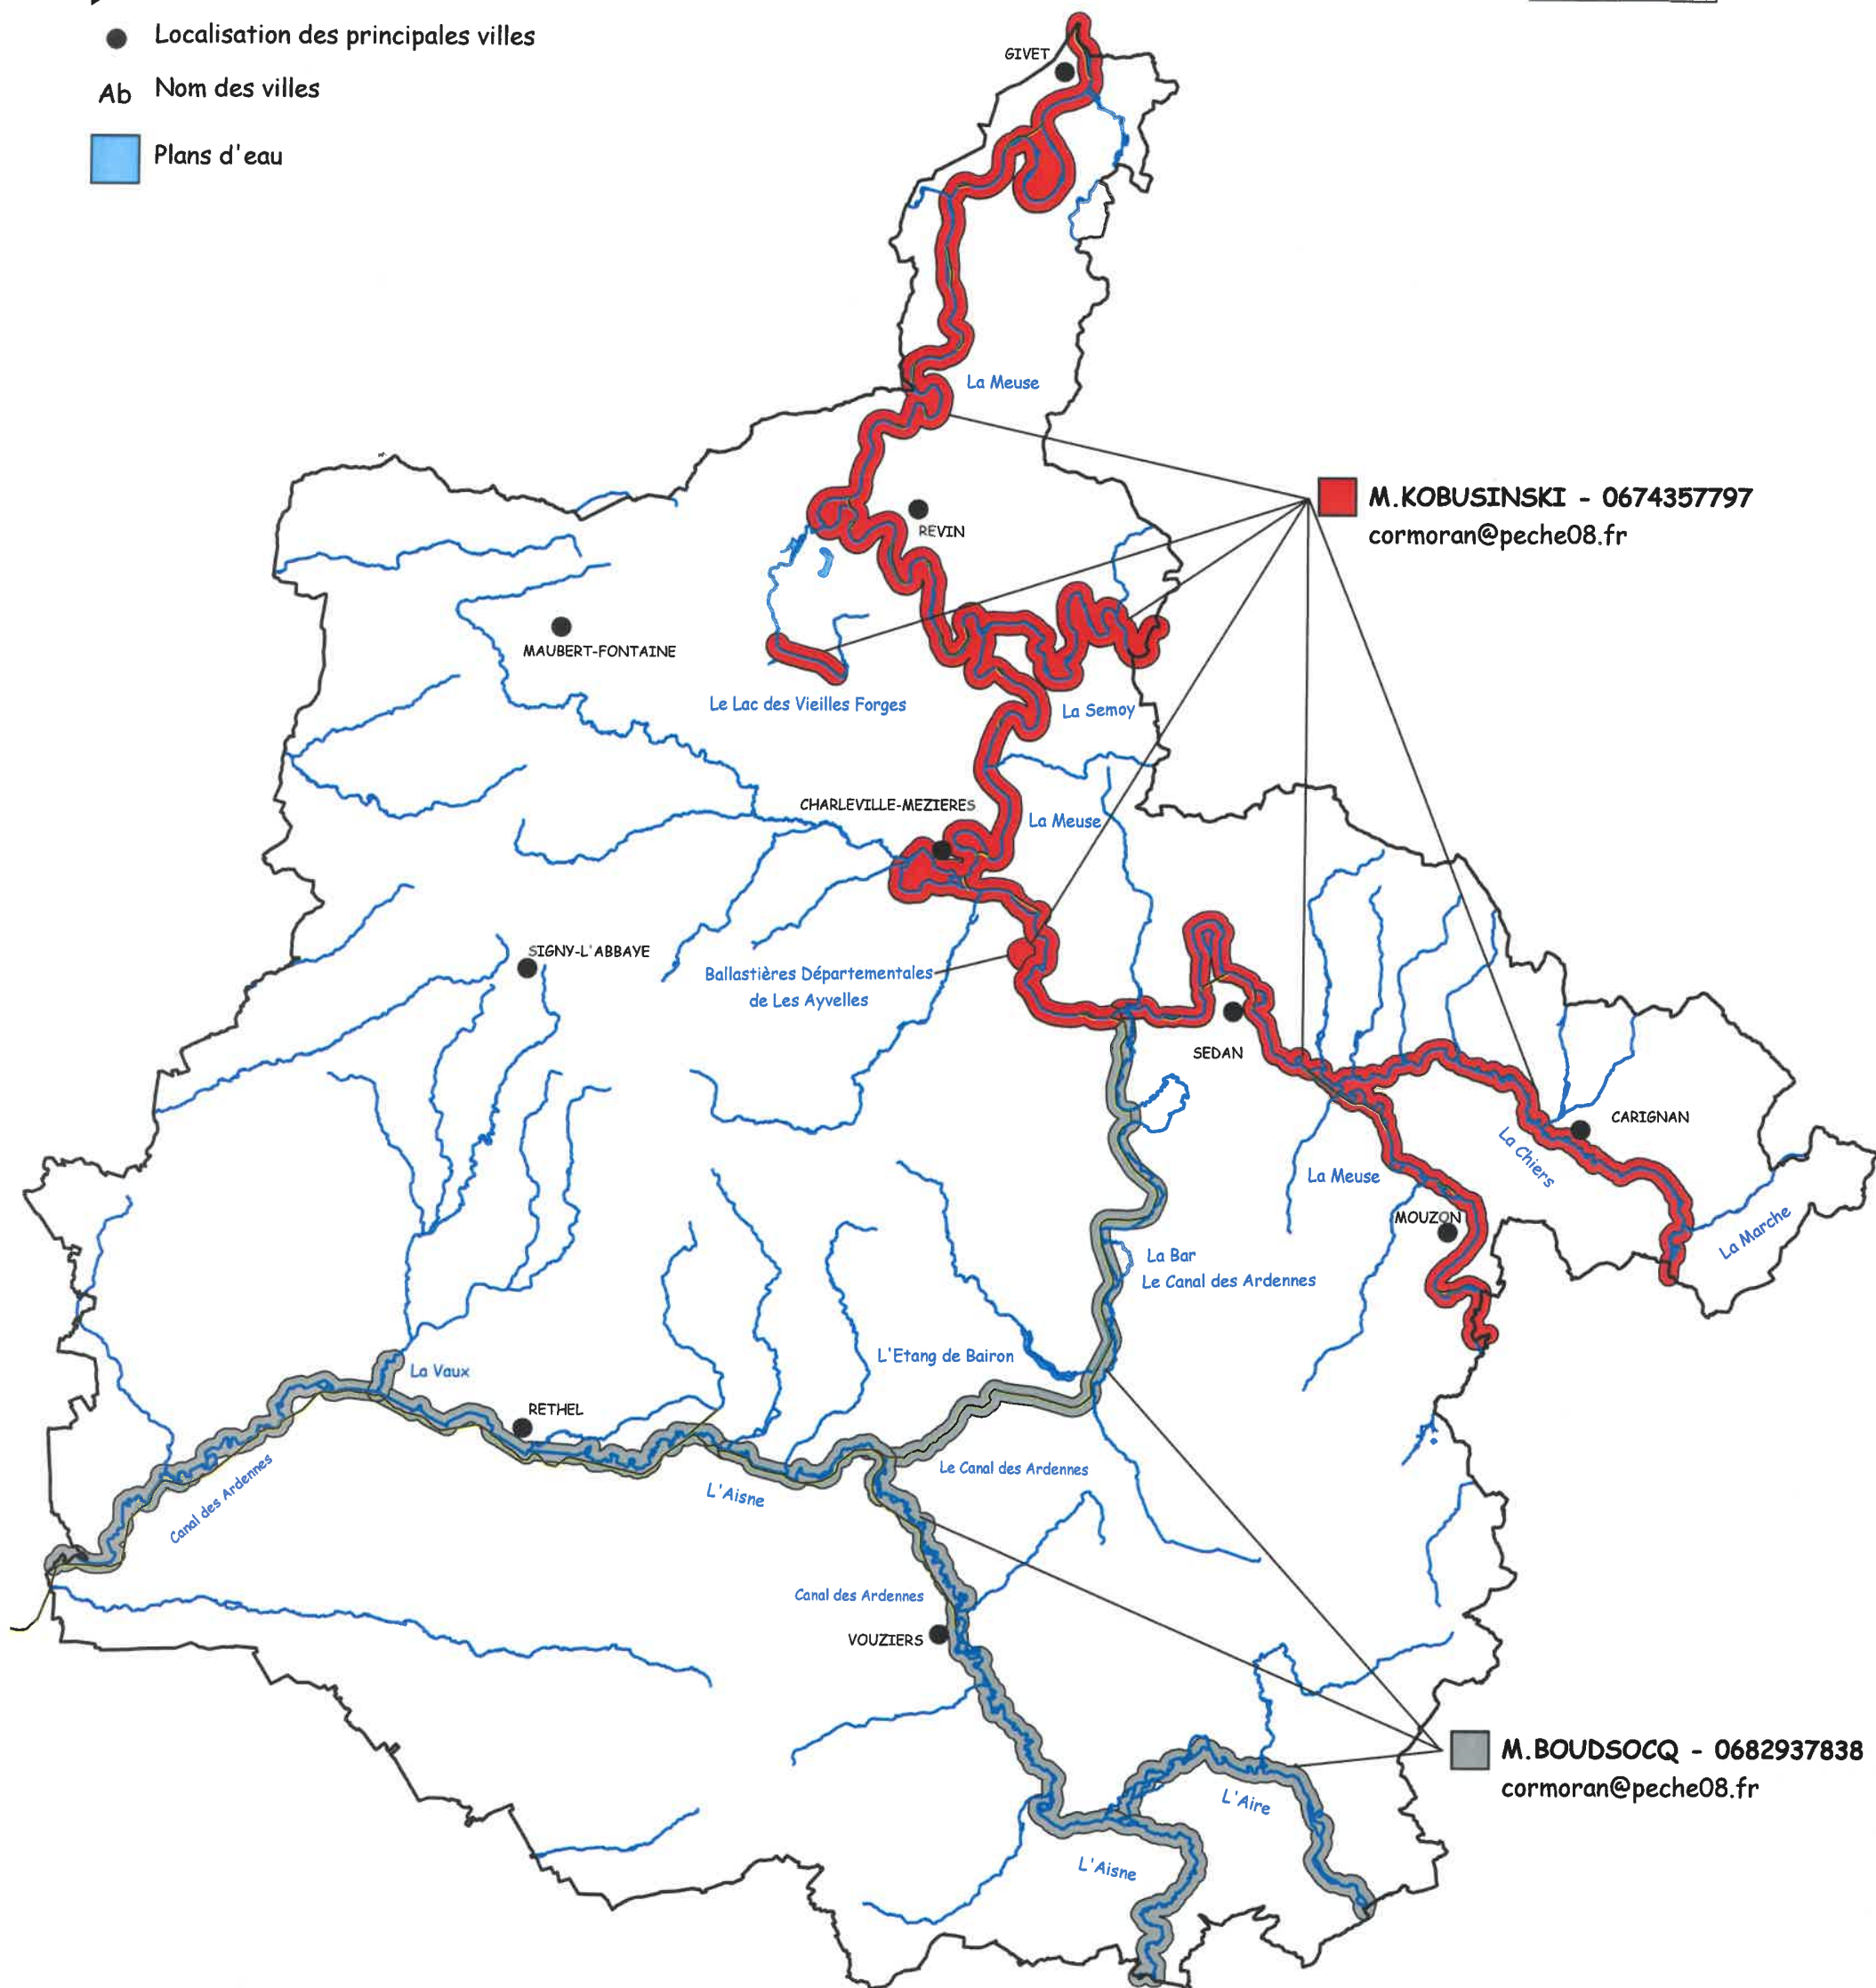 Localisation des principales villes
Ab Nom des villes
Plans d'eau
GIVET
La Meuse
M.KOBUSINSKI - 0674357797
cormoran@peche08.fr
REVIN
MAUBERT-FONTAINE
Le Lac des Vieilles Forges
La Semoy
CHARLEVILLE-MEZIERES
La Meuse
SIGNY-L'ABBAYE
Ballastières Départementales
de Les Ayvelles
SEDAN
CARIGNAN
La Chiers
La Meuse
MOUZON
La Marche
La Bar
Le Canal des Ardennes
L'Etang de Bairon
La Vaux
RETHEL
Le Canal des Ardennes
L'Aisne
Canal des Ardennes
Canal des Ardennes
VOUZIERS
M.BOUDSOCQ - 0682937838
cormoran@peche08.fr
L'Aire
L'Aisne